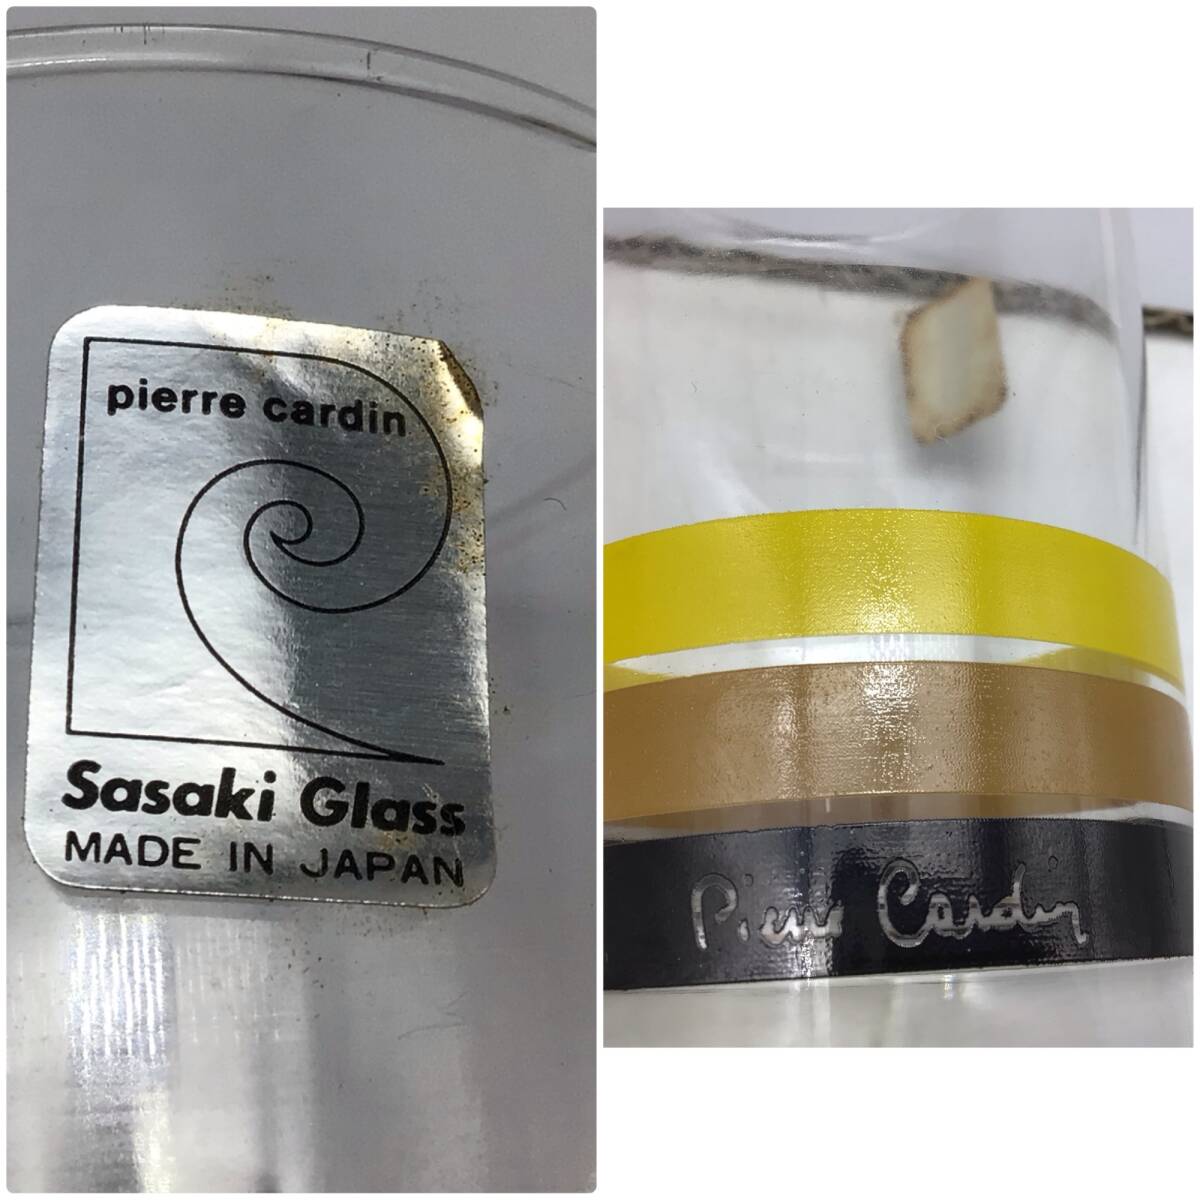 pierre cardin
Sasaki Glass
MADE IN JAPAN
Pierre Cardin